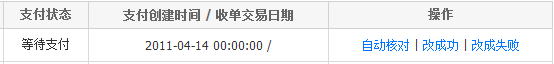 支付状态 支付创建时间 / 收单交易日期 操作
等待支付 2011-04-14 00:00:00 / 自动核对 | 改成功 | 改成失败